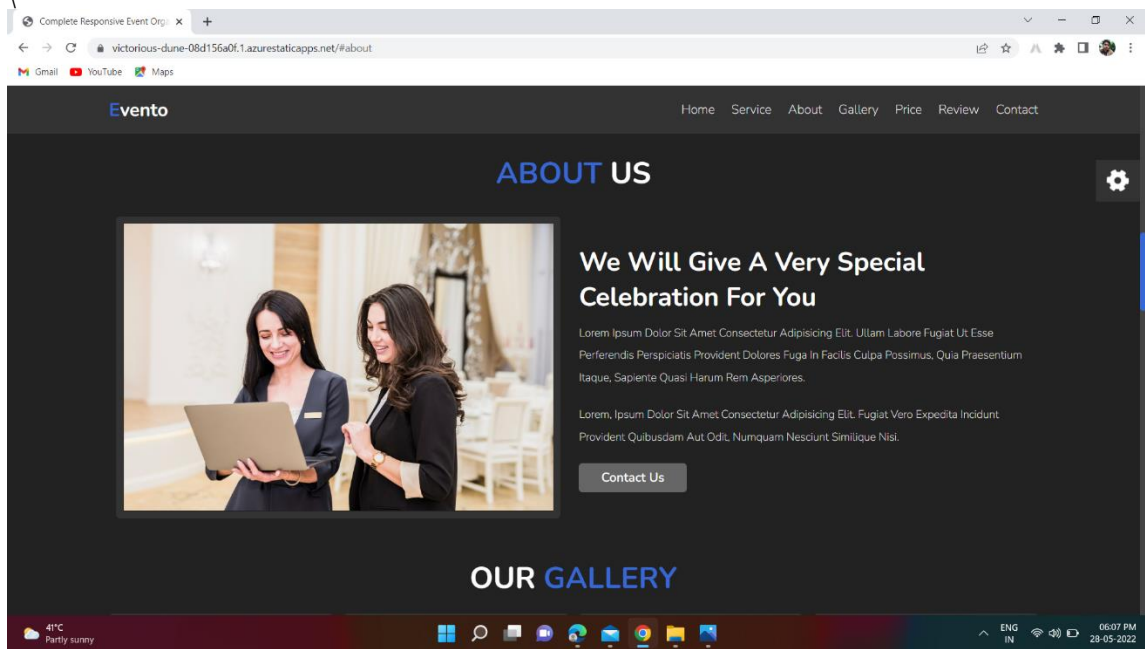 \
Complete Responsive Event Orga
victorious-dune-08d156a0f.1.azurestaticapps.net/#about
Gmail YouTube Maps
Evento Home Service About Gallery Price Review Contact
ABOUT US
We Will Give A Very Special
Celebration For You
Lorem Ipsum Dolor Sit Amet Consectetur Adipisicing Elit. Ullam Labore Fugiat Ut Esse
Perferendis Perspiciatis Provident Dolores Fuga In Facilis Culpa Possimus, Quia Praesentium
Itaque, Sapiente Quasi Harum Rem Asperiores.
Lorem, Ipsum Dolor Sit Amet Consectetur Adipisicing Elit. Fugiat Vero Expedita Incidunt
Provident Quibusdam Aut Odit, Numquam Nesciunt Similique Nisi.
Contact Us
OUR GALLERY
41°C
Partly sunny
ENG
IN
06:07 PM
28-05-2022